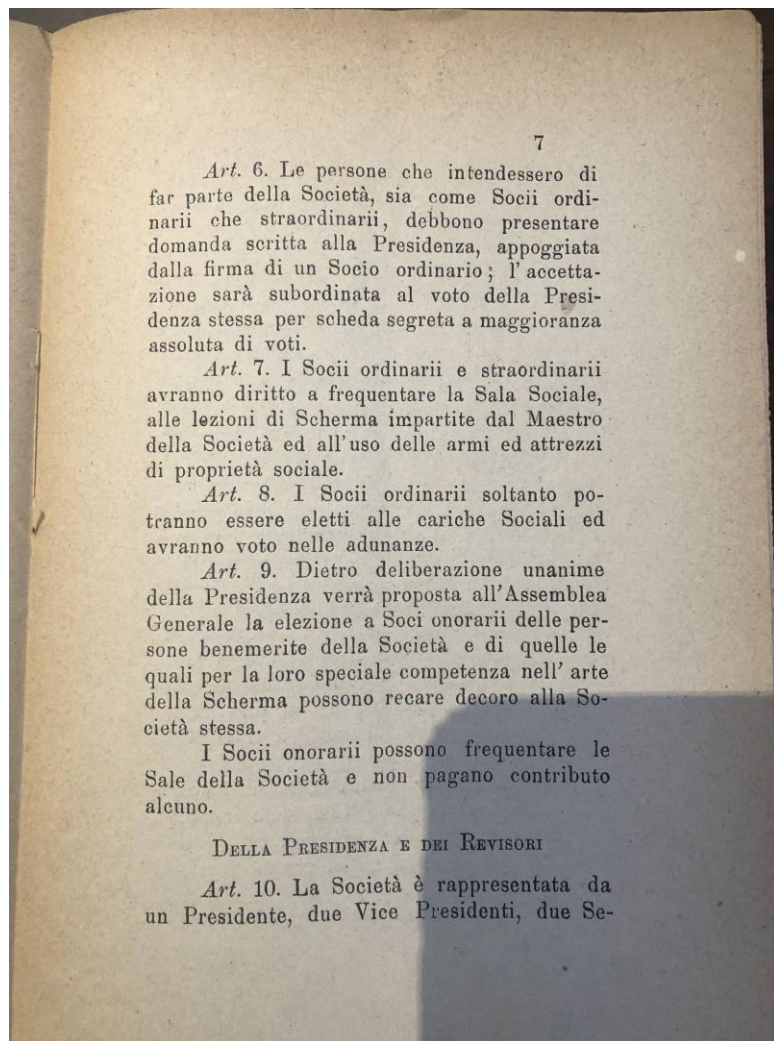 7
Art. 6. Le persone che intendessero di
far parte della Società, sia come Socii ordi-
narii che straordinarii, debbono presentare
domanda scritta alla Presidenza, appoggiata
dalla firma di un Socio ordinario; l'accetta-
zione sarà subordinata al voto della Presi-
denza stessa per scheda segreta a maggioranza
assoluta di voti.
Art. 7. I Socii ordinarii e straordinarii
avranno diritto a frequentare la Sala Sociale,
alle lezioni di Scherma impartite dal Maestro
della Società ed all'uso delle armi ed attrezzi
di proprietà sociale.
Art. 8. I Socii ordinarii soltanto po-
tranno essere eletti alle cariche Sociali ed
avranno voto nelle adunanze.
Art. 9. Dietro deliberazione unanime
della Presidenza verrà proposta all'Assemblea
Generale la elezione a Soci onorarii delle per-
sone benemerite della Società e di quelle le
quali per la loro speciale competenza nell' arte
della Scherma possono recare decoro alla So-
cietà stessa.
I Socii onorarii possono frequentare le
Sale della Società e non pagano contributo
alcuno.
DELLA PRESIDENZA E DEI REVISORI
Art. 10. La Società è rappresentata da
un Presidente, due Vice Presidenti, due Se-